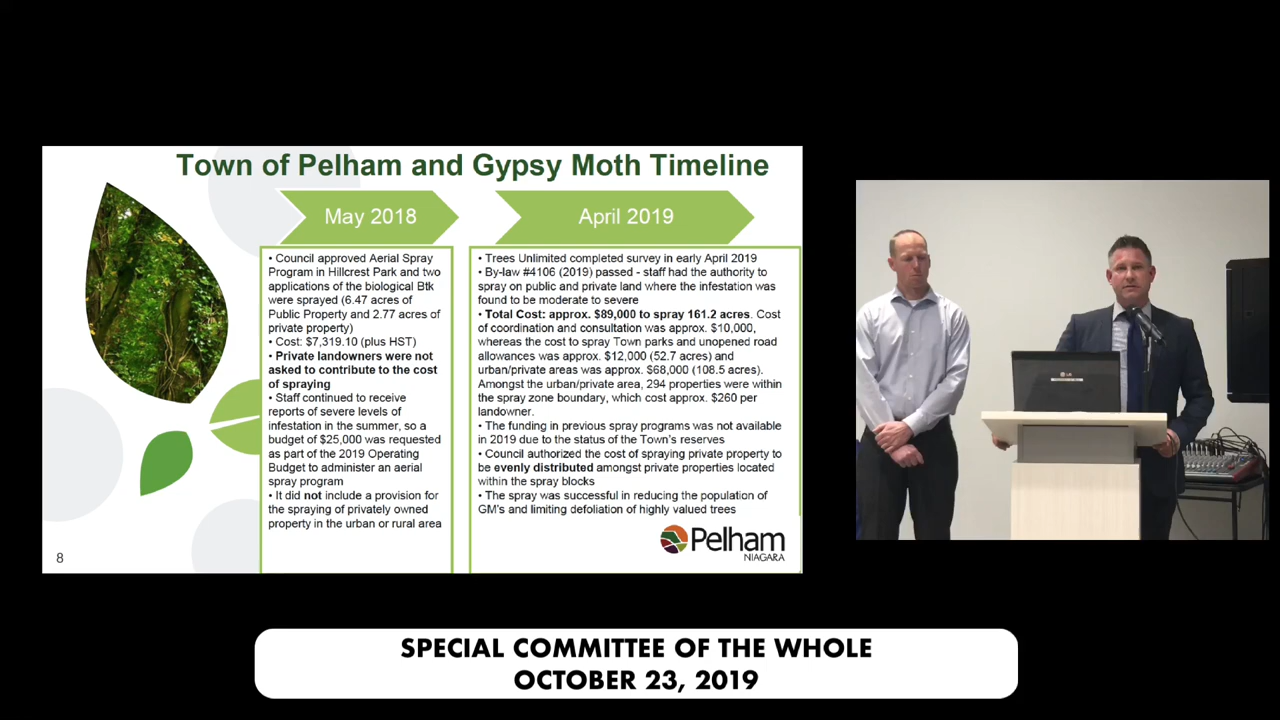 Town of Pelham and Gypsy Moth Timeline
May 2018
• Council approved Aerial Spray
Program in Hillcrest Park and two
applications of the biological Btk
were sprayed (6.47 acres of
Public Property and 2.77 acres of
private property)
• Cost: $7,319.10 (plus HST)
• Private landowners were not
asked to contribute to the cost
of spraying
• Staff continued to receive
reports of severe levels of
infestation in the summer, so a
budget of $25,000 was requested
as part of the 2019 Operating
Budget to administer an aerial
spray program
• It did not include a provision for
the spraying of privately owned
property in the urban or rural area
April 2019
• Trees Unlimited completed survey in early April 2019
• By-law #4106 (2019) passed - staff had the authority to
spray on public and private land where the infestation was
found to be moderate to severe
• Total Cost: approx. $89,000 to spray 161.2 acres. Cost
of coordination and consultation was approx. $10,000,
whereas the cost to spray Town parks and unopened road
allowances was approx. $12,000 (52.7 acres) and
urban/private areas was approx. $68,000 (108.5 acres).
Amongst the urban/private area, 294 properties were within
the spray zone boundary, which cost approx. $260 per
landowner.
• The funding in previous spray programs was not available
in 2019 due to the status of the Town's reserves
• Council authorized the cost of spraying private property to
be evenly distributed amongst private properties located
within the spray blocks
• The spray was successful in reducing the population of
GM's and limiting defoliation of highly valued trees
Pelham
NIAGARA
8
LG
SPECIAL COMMITTEE OF THE WHOLE
OCTOBER 23, 2019